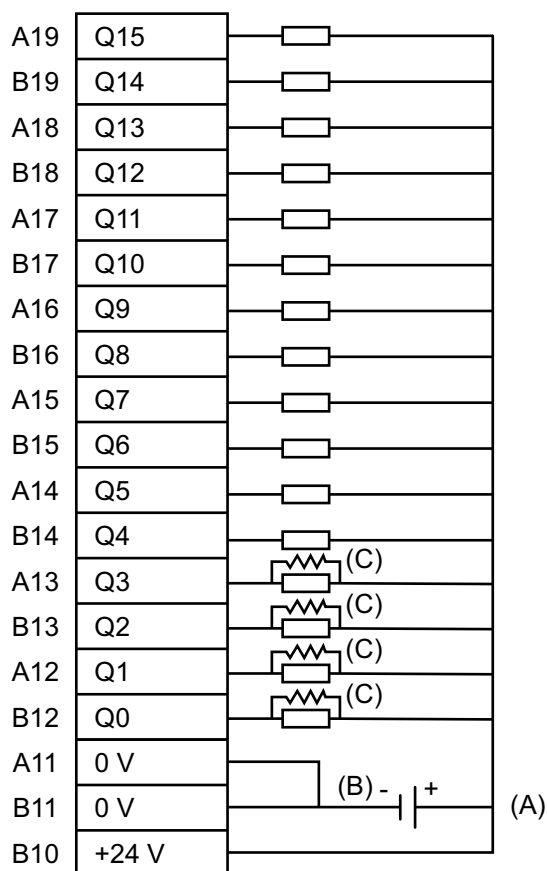 A19 Q15
B19 Q14
A18 Q13
B18 Q12
A17 Q11
B17 Q10
A16 Q9
B16 Q8
A15 Q7
B15 Q6
A14 Q5
B14 Q4
(C)
A13 Q3
(C)
B13 Q2
(C)
A12 Q1
(C)
B12 Q0
A11 0 V
B11 0 V (B) - + (A)
B10 +24 V